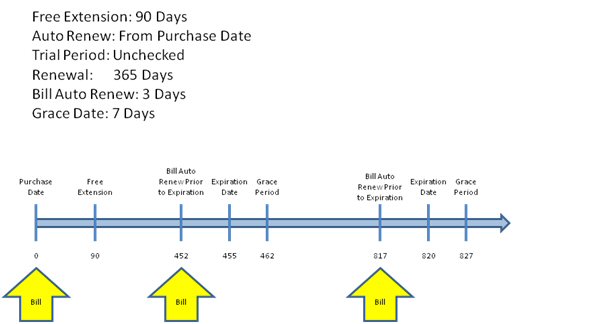 Free Extension: 90 Days
Auto Renew: From Purchase Date
Trial Period: Unchecked
Renewal: 365 Days
Bill Auto Renew: 3 Days
Grace Date: 7 Days
Purchase Date
Free Extension
Bill Auto Renew Prior to Expiration
Expiration Date
Grace Period
Bill Auto Renew Prior to Expiration
Expiration Date
Grace Period
0
90
452
455
462
817
820
827
Bill
Bill
Bill